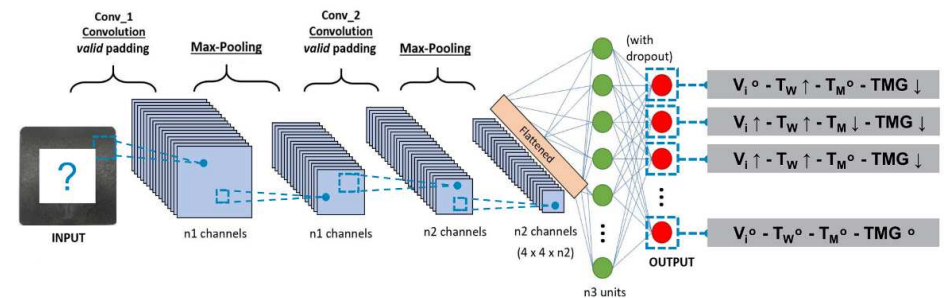 Conv_1
Convolution
valid padding
Max-Pooling
Conv_2
Convolution
valid padding
Max-Pooling
(with
dropout)
?
INPUT
n1 channels
n1 channels
n2 channels
n2 channels
(4 x 4 x n2)
Flattened
n3 units
OUTPUT
Vi o - TW ↑ - TM o - TMG ↓
Vi ↑ - TW ↑ - TM ↓ - TMG ↓
Vi ↑ - TW ↑ - TM o - TMG ↓
Vi o - TW o - TM o - TMG o